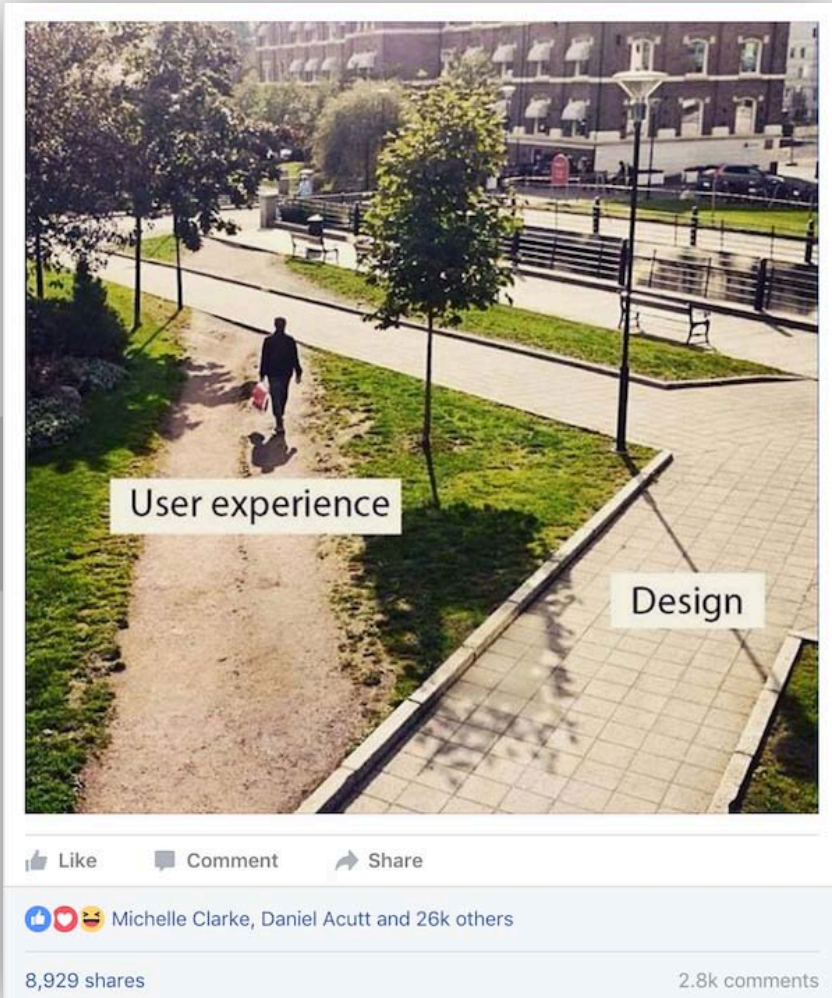 User experience
Design
Like Comment Share
Michelle Clarke, Daniel Acutt and 26k others
8,929 shares 2.8k comments